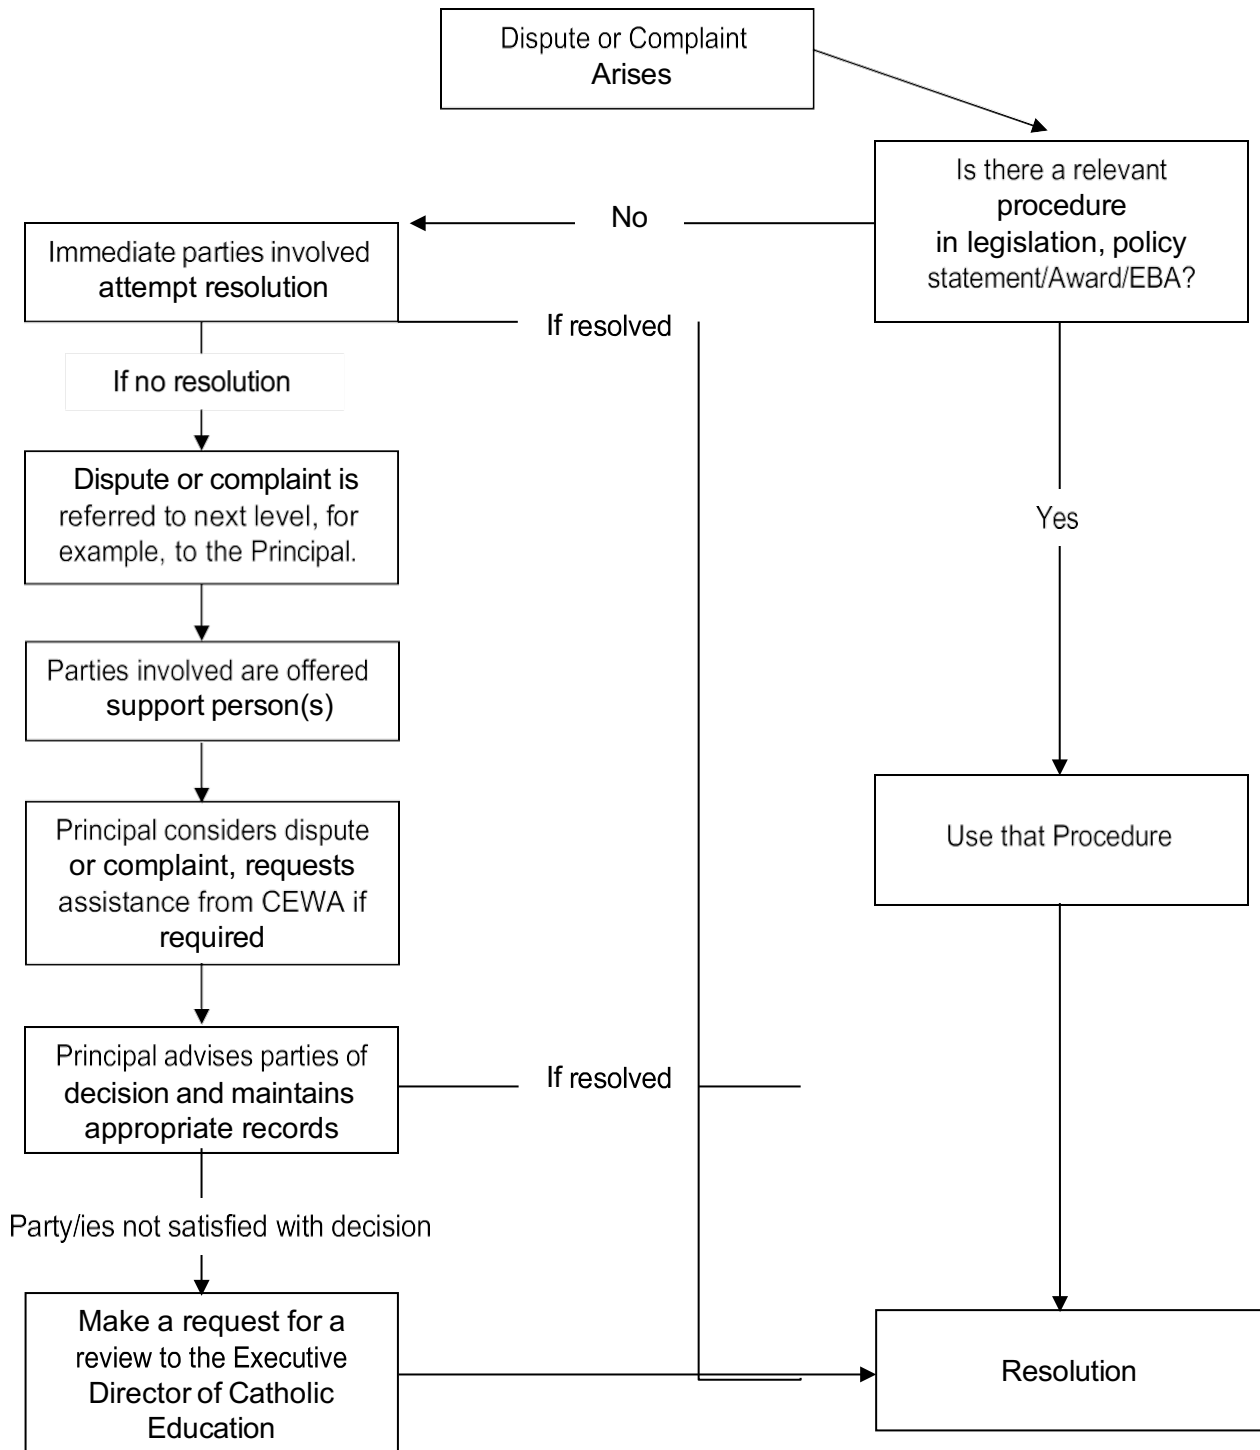 Dispute or Complaint
Arises
Is there a relevant
procedure
in legislation, policy
statement/Award/EBA?
No
Immediate parties involved
attempt resolution
If resolved
If no resolution
Dispute or complaint is
referred to next level, for
example, to the Principal.
Yes
Parties involved are offered
support person(s)
Principal considers dispute
or complaint, requests
assistance from CEWA if
required
Use that Procedure
Principal advises parties of
decision and maintains
appropriate records
If resolved
Party/ies not satisfied with decision
Make a request for a
review to the Executive
Director of Catholic
Education
Resolution